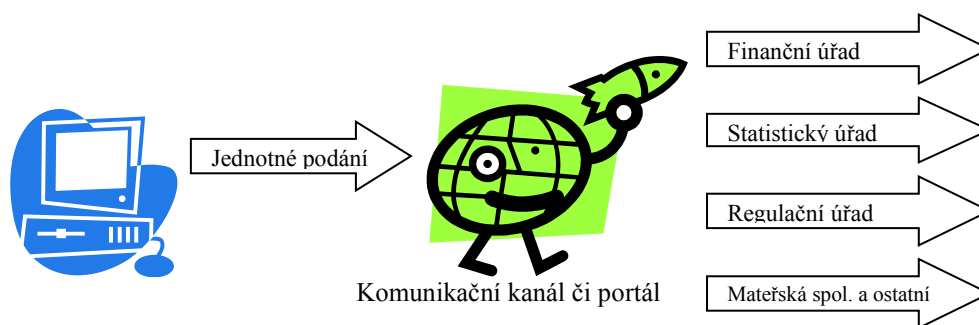 Finanční úřad
Jednotné podání
Statistický úřad
Regulační úřad
Komunikační kanál či portál
Mateřská spol. a ostatní